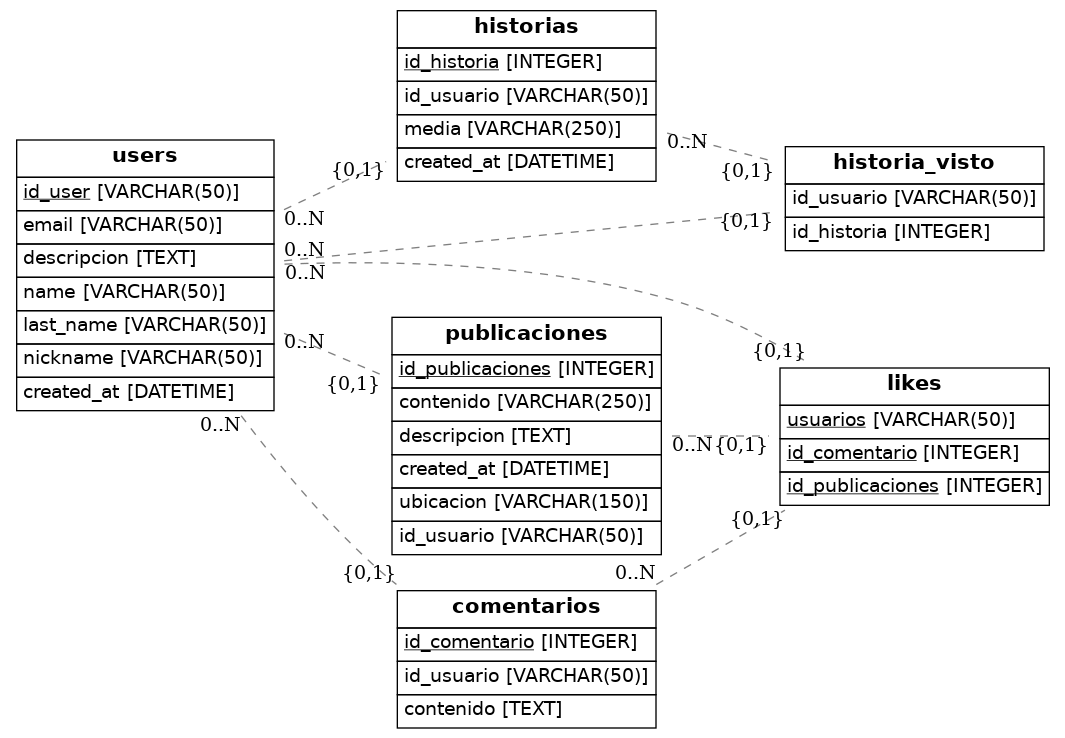 historias
id_historia [INTEGER]
id_usuario [VARCHAR(50)]
media [VARCHAR(250)]
created_at [DATETIME]
users
id_user [VARCHAR(50)]
email [VARCHAR(50)]
descripcion [TEXT]
name [VARCHAR(50)]
last_name [VARCHAR(50)]
nickname [VARCHAR(50)]
created_at [DATETIME]
historia_visto
id_usuario [VARCHAR(50)]
id_historia [INTEGER]
publicaciones
id_publicaciones [INTEGER]
contenido [VARCHAR(250)]
descripcion [TEXT]
created_at [DATETIME]
ubicacion [VARCHAR(150)]
id_usuario [VARCHAR(50)]
likes
usuarios [VARCHAR(50)]
id_comentario [INTEGER]
id_publicaciones [INTEGER]
comentarios
id_comentario [INTEGER]
id_usuario [VARCHAR(50)]
contenido [TEXT]
{0,1}
0..N
0..N
{0,1}
0..N
{0,1}
0..N
{0,1}
0..N
{0,1}
0..N
{0,1}
0..N
{0,1}
0..N
{0,1}